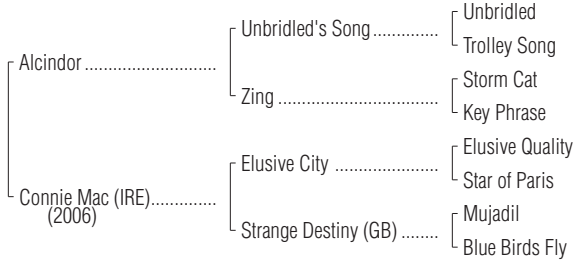 Unbridled
Unbridled's Song..............
Trolley Song
Alcindor ............................
Storm Cat
Zing ...................................
Key Phrase
Elusive Quality
Elusive City ......................
Star of Paris
Connie Mac (IRE)..............
(2006)
Mujadil
Strange Destiny (GB) ........
Blue Birds Fly